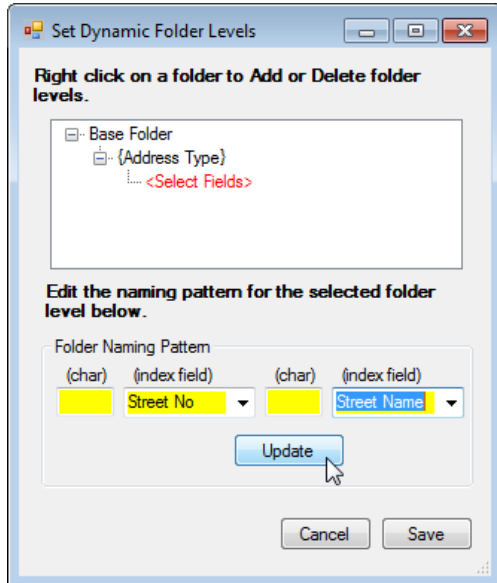 Set Dynamic Folder Levels
Right click on a folder to Add or Delete folder
levels.
Base Folder
{Address Type}
<Select Fields>
Edit the naming pattern for the selected folder
level below.
Folder Naming Pattern
(char) (index field) (char) (index field)
Street No Street Name
Update
Cancel Save